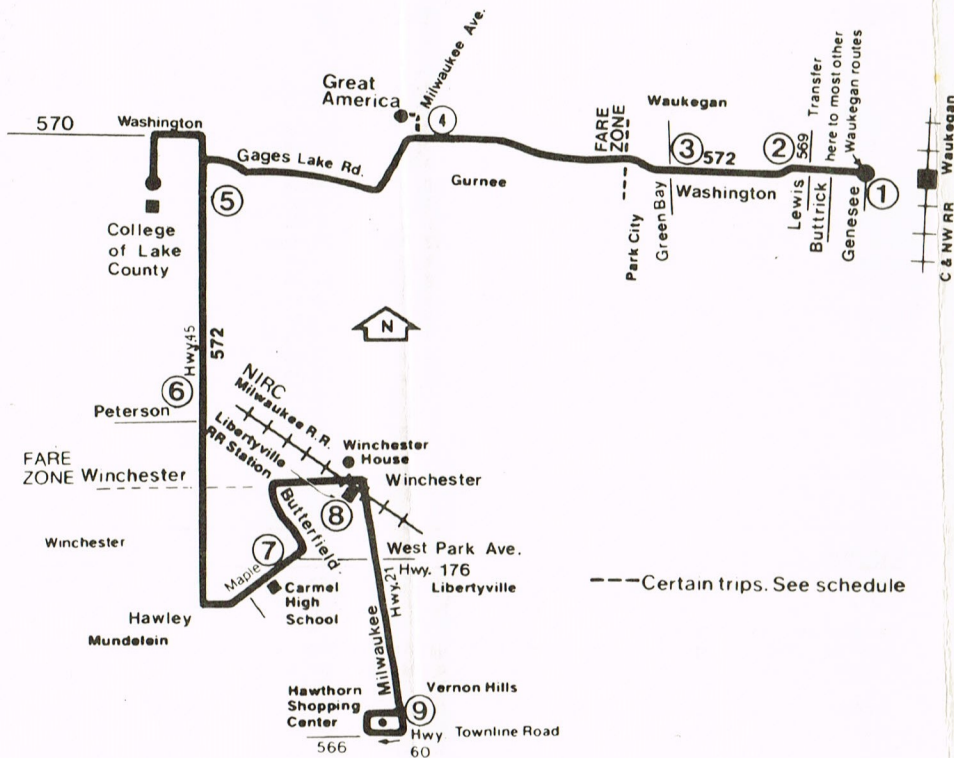 Milwaukee Ave.
Great
America
④
FARE
ZONE
Waukegan
③
572
②
569
Transfer
here to most other
Waukegan routes
①
Waukegan
C & NW RR
570
Washington
Gages Lake Rd.
Gurnee
Washington
Park City
Green Bay
Lewis
Buttrick
Genesee
⑤
College
of Lake
County
N
Hwy.45
572
⑥
Peterson
NIRC
Milwaukee R.R.
Libertyville
RR Station
Winchester
House
FARE
ZONE
Winchester
Winchester
⑧
Butterfield
Winchester
⑦
Maple
West Park Ave.
Hwy. 176
Libertyville
Carmel
High
School
Hawley
Mundelein
Milwaukee
Hwy.21
---Certain trips. See schedule
Hawthorn
Shopping
Center
Vernon Hills
⑨
Hwy
60
Townline Road
566